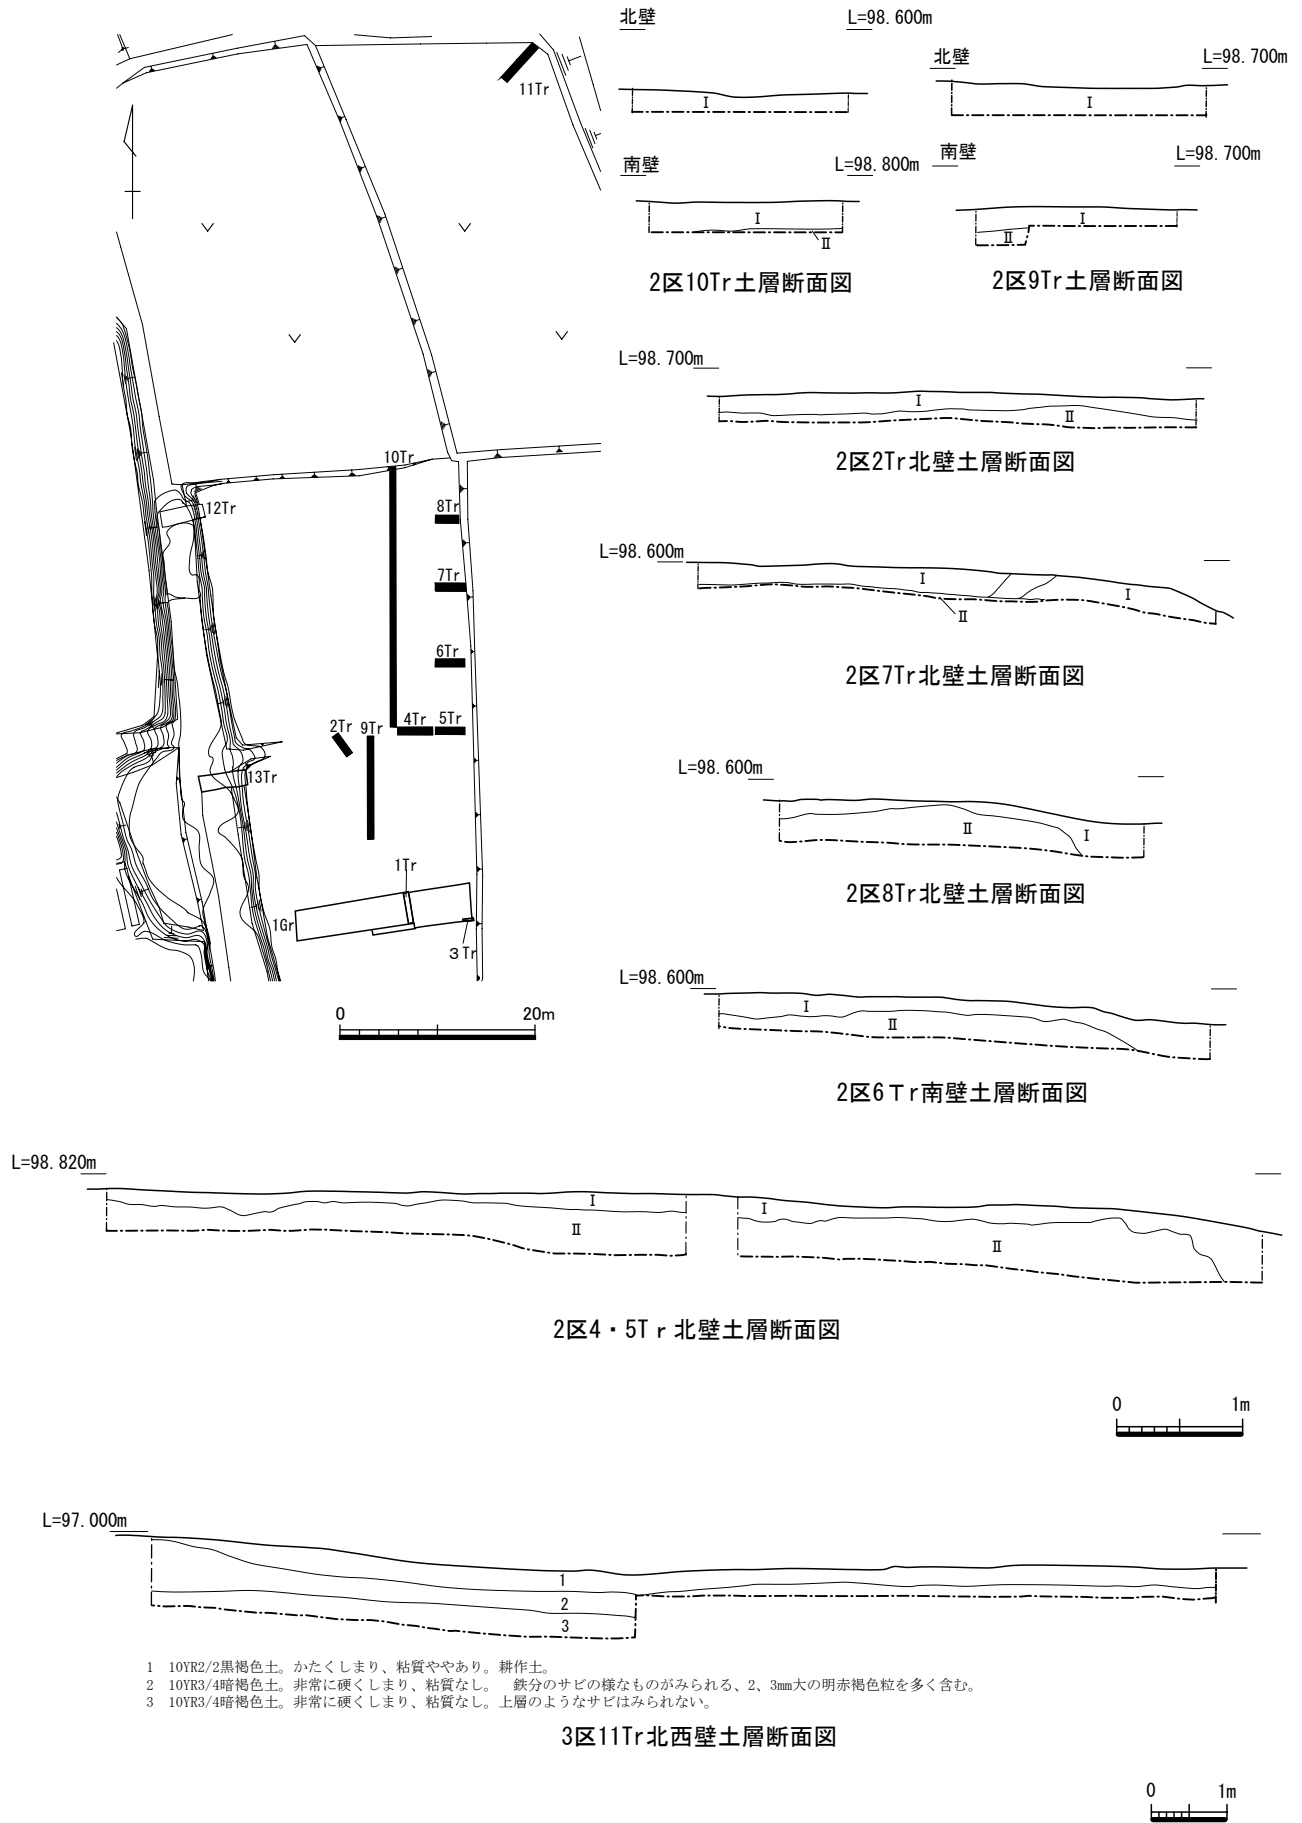 11Tr
10Tr
12Tr
8Tr
7Tr
6Tr
2Tr
9Tr
4Tr
5Tr
13Tr
1Tr
1Gr
3Tr
0 20m
北壁 L=98.600m
I
南壁 L=98.800m
I
Ⅱ
2区10Tr土層断面図
北壁 L=98.700m
I
南壁 L=98.700m
I
Ⅱ
2区9Tr土層断面図
L=98.700m
I
Ⅱ
2区2Tr北壁土層断面図
L=98.600m
I
I
Ⅱ
2区7Tr北壁土層断面図
L=98.600m
Ⅱ
I
2区8Tr北壁土層断面図
L=98.600m
I
Ⅱ
2区6Tr南壁土層断面図
L=98.820m
I
I
Ⅱ
Ⅱ
2区4・5Tr北壁土層断面図
0 1m
L=97.000m
1
2
3
1 10YR2/2黒褐色土。かたくしまり、粘質ややあり。耕作土。
2 10YR3/4暗褐色土。非常に硬くしまり、粘質なし。 鉄分のサビの様なものがみられる、2、3㎜大の明赤褐色粒を多く含む。
3 10YR3/4暗褐色土。非常に硬くしまり、粘質なし。上層のようなサビはみられない。
3区11Tr北西壁土層断面図
0 1m